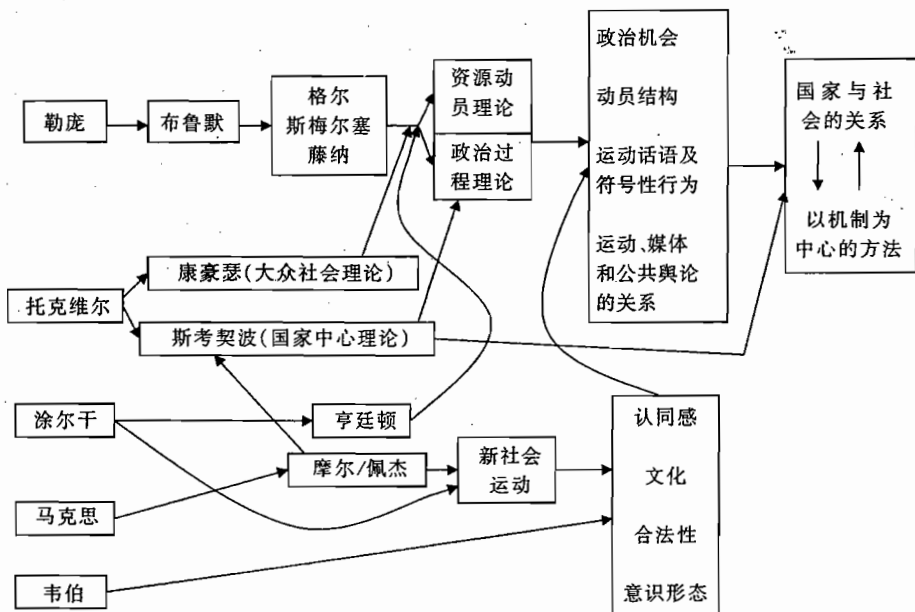 勒庞
布鲁默
格尔
斯梅尔塞
藤纳
资源动
员理论
政治过
程理论
政治机会
动员结构
运动话语及
符号性行为
运动、媒体
和公共舆论
的关系
国家与社
会的关系
以机制为
中心的方法
托克维尔
康豪瑟(大众社会理论)
斯考契波(国家中心理论)
涂尔干
亨廷顿
摩尔/佩杰
新社会
运动
马克思
韦伯
认同感
文化
合法性
意识形态